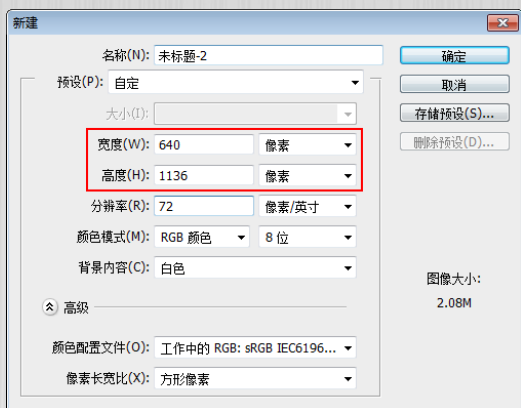 新建
名称(N): 未标题-2
确定
预设(P): 自定
取消
大小(I):
存储预设(S)...
宽度(W): 640 像素
删除预设(D)...
高度(H): 1136 像素
分辨率(R): 72 像素/英寸
颜色模式(M): RGB 颜色 8 位
背景内容(C): 白色
图像大小:
2.08M
高级
颜色配置文件(O): 工作中的 RGB: sRGB IEC6196...
像素长宽比(X): 方形像素